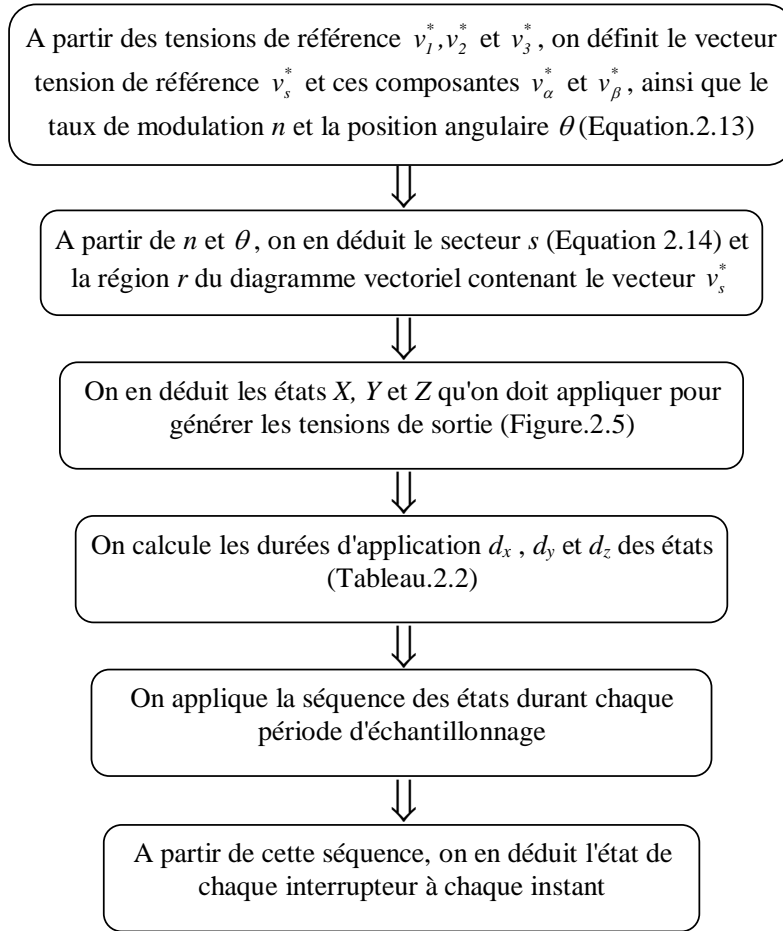 A partir des tensions de référence v₁*,v₂* et v₃*, on définit le vecteur
tension de référence vₛ* et ces composantes v_α* et v_β*, ainsi que le
taux de modulation n et la position angulaire θ (Equation.2.13)
A partir de n et θ, on en déduit le secteur s (Equation 2.14) et
la région r du diagramme vectoriel contenant le vecteur vₛ*
On en déduit les états X, Y et Z qu'on doit appliquer pour
générer les tensions de sortie (Figure.2.5)
On calcule les durées d'application dₓ , d_y et d_z des états
(Tableau.2.2)
On applique la séquence des états durant chaque
période d'échantillonnage
A partir de cette séquence, on en déduit l'état de
chaque interrupteur à chaque instant